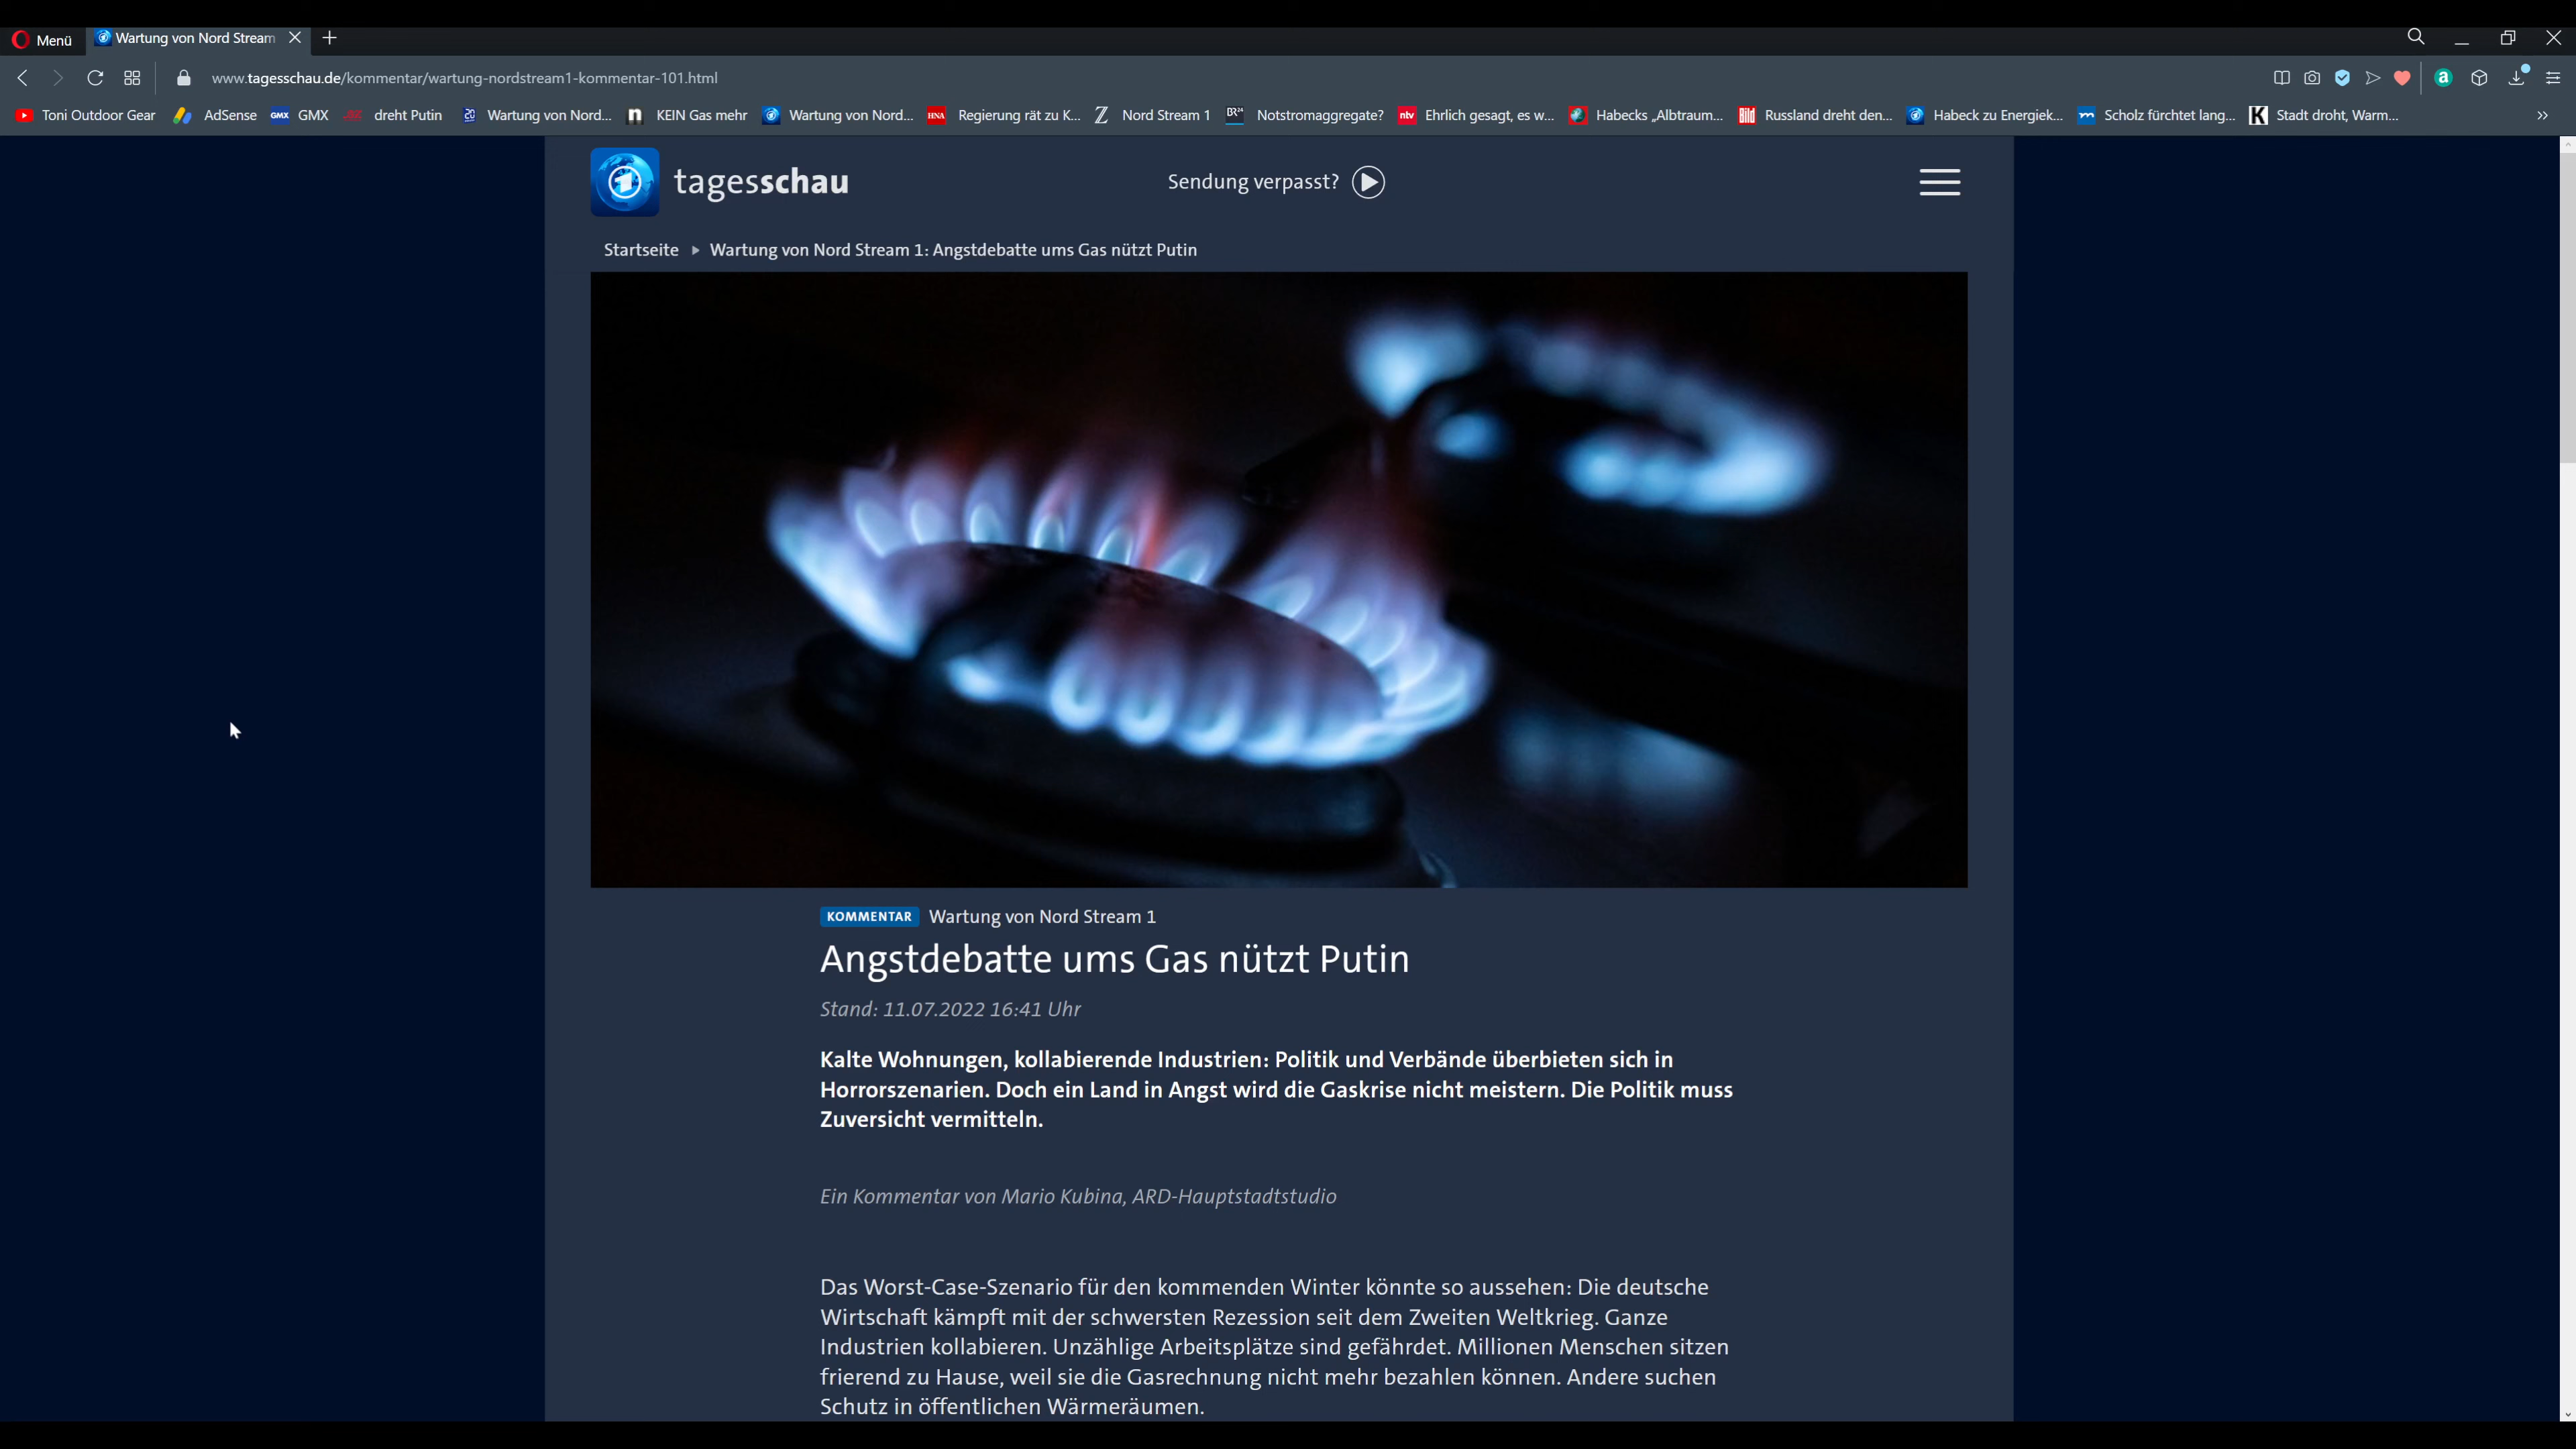 Menü
Wartung von Nord Stream
www.tagesschau.de/kommentar/wartung-nordstream1-kommentar-101.html
Toni Outdoor Gear AdSense GMX GMX dreht Putin Wartung von Nord... n KEIN Gas mehr Wartung von Nord... HNA Regierung rät zu K... Z Nord Stream 1 BR24 Notstromaggregate? ntv Ehrlich gesagt, es w... Habecks „Albtraum... Bild Russland dreht den... Habeck zu Energiek... Scholz fürchtet lang... K Stadt droht, Warm...
tagesschau Sendung verpasst?
Startseite Wartung von Nord Stream 1: Angstdebatte ums Gas nützt Putin
KOMMENTAR Wartung von Nord Stream 1
Angstdebatte ums Gas nützt Putin
Stand: 11.07.2022 16:41 Uhr
Kalte Wohnungen, kollabierende Industrien: Politik und Verbände überbieten sich in
Horrorszenarien. Doch ein Land in Angst wird die Gaskrise nicht meistern. Die Politik muss
Zuversicht vermitteln.
Ein Kommentar von Mario Kubina, ARD-Hauptstadtstudio
Das Worst-Case-Szenario für den kommenden Winter könnte so aussehen: Die deutsche
Wirtschaft kämpft mit der schwersten Rezession seit dem Zweiten Weltkrieg. Ganze
Industrien kollabieren. Unzählige Arbeitsplätze sind gefährdet. Millionen Menschen sitzen
frierend zu Hause, weil sie die Gasrechnung nicht mehr bezahlen können. Andere suchen
Schutz in öffentlichen Wärmeräumen.